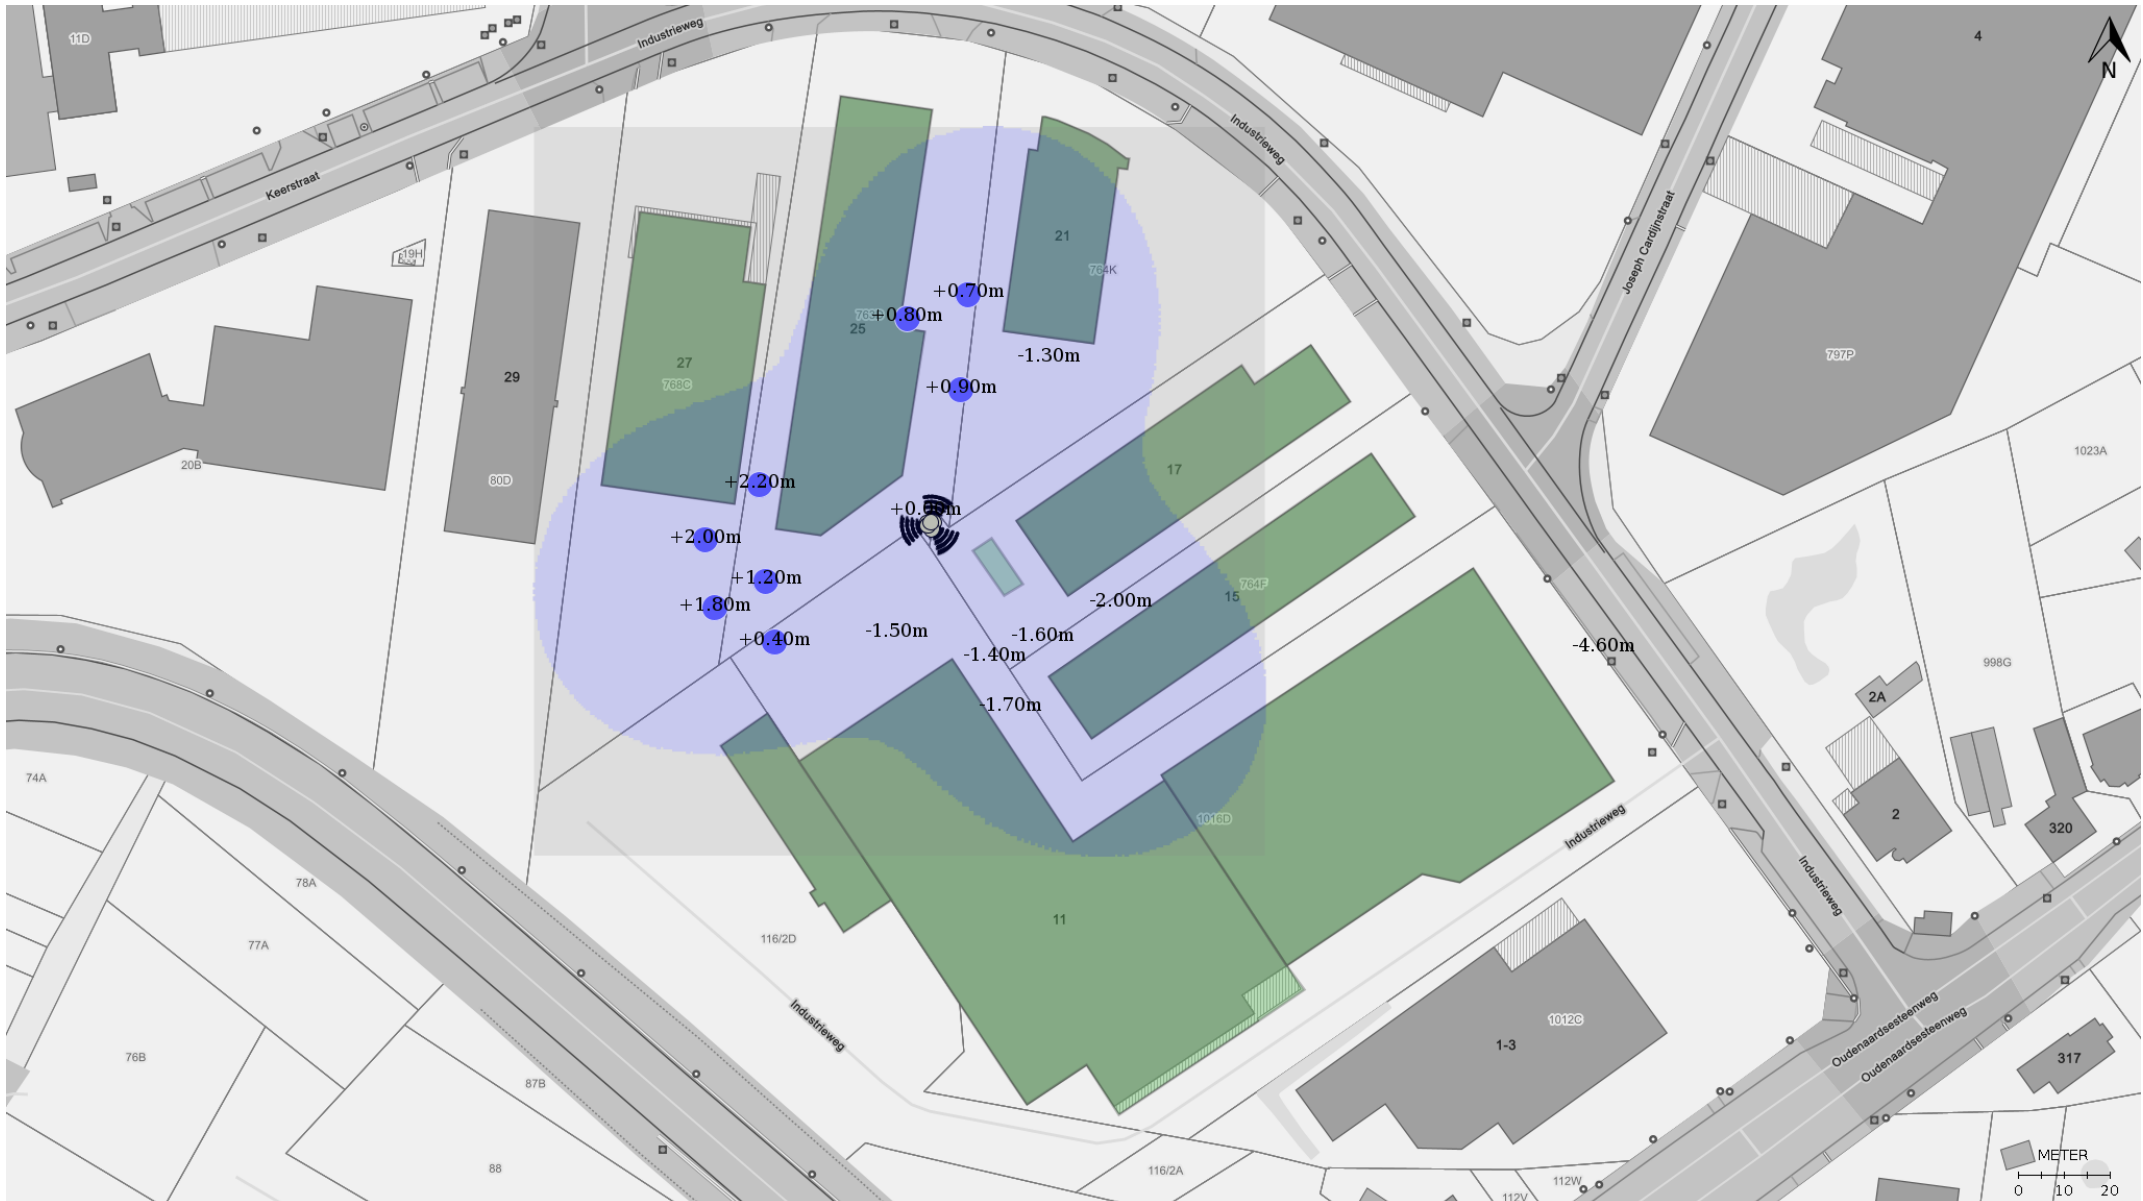 11D
Industrieweg
4
N
Industrieweg
Keerstraat
19H
21
764K
Joseph Cardijnstraat
+0.70m
+0.80m
25
-1.30m
797P
27
768C
29
+0.90m
20B
80D
17
1023A
+2.20m
+2.00m
+1.20m
+1.80m
+0.40m
-1.50m
-2.00m
-1.60m
-1.40m
-1.70m
764F
15
-4.60m
998G
2A
74A
2
320
1016D
Industrieweg
78A
Industrieweg
11
116/2D
77A
Industrieweg
1012C
1-3
Oudenaardsesteenweg
Oudenaardsesteenweg
76B
87B
317
88
116/2A
112W
112V
METER
0 10 20